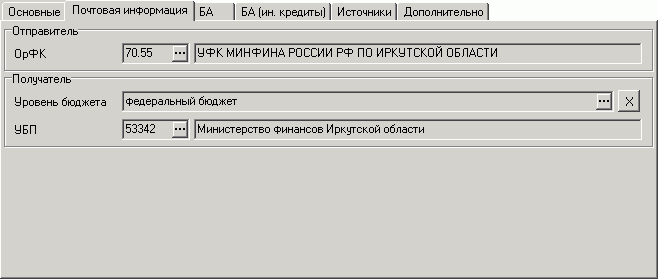 Основные Почтовая информация БА БА (ин. кредиты) Источники Дополнительно
Отправитель
ОрФК 70.55 ... УФК МИНФИНА РОССИИ РФ ПО ИРКУТСКОЙ ОБЛАСТИ
Получатель
Уровень бюджета федеральный бюджет ... X
УБП 53342 ... Министерство финансов Иркутской области